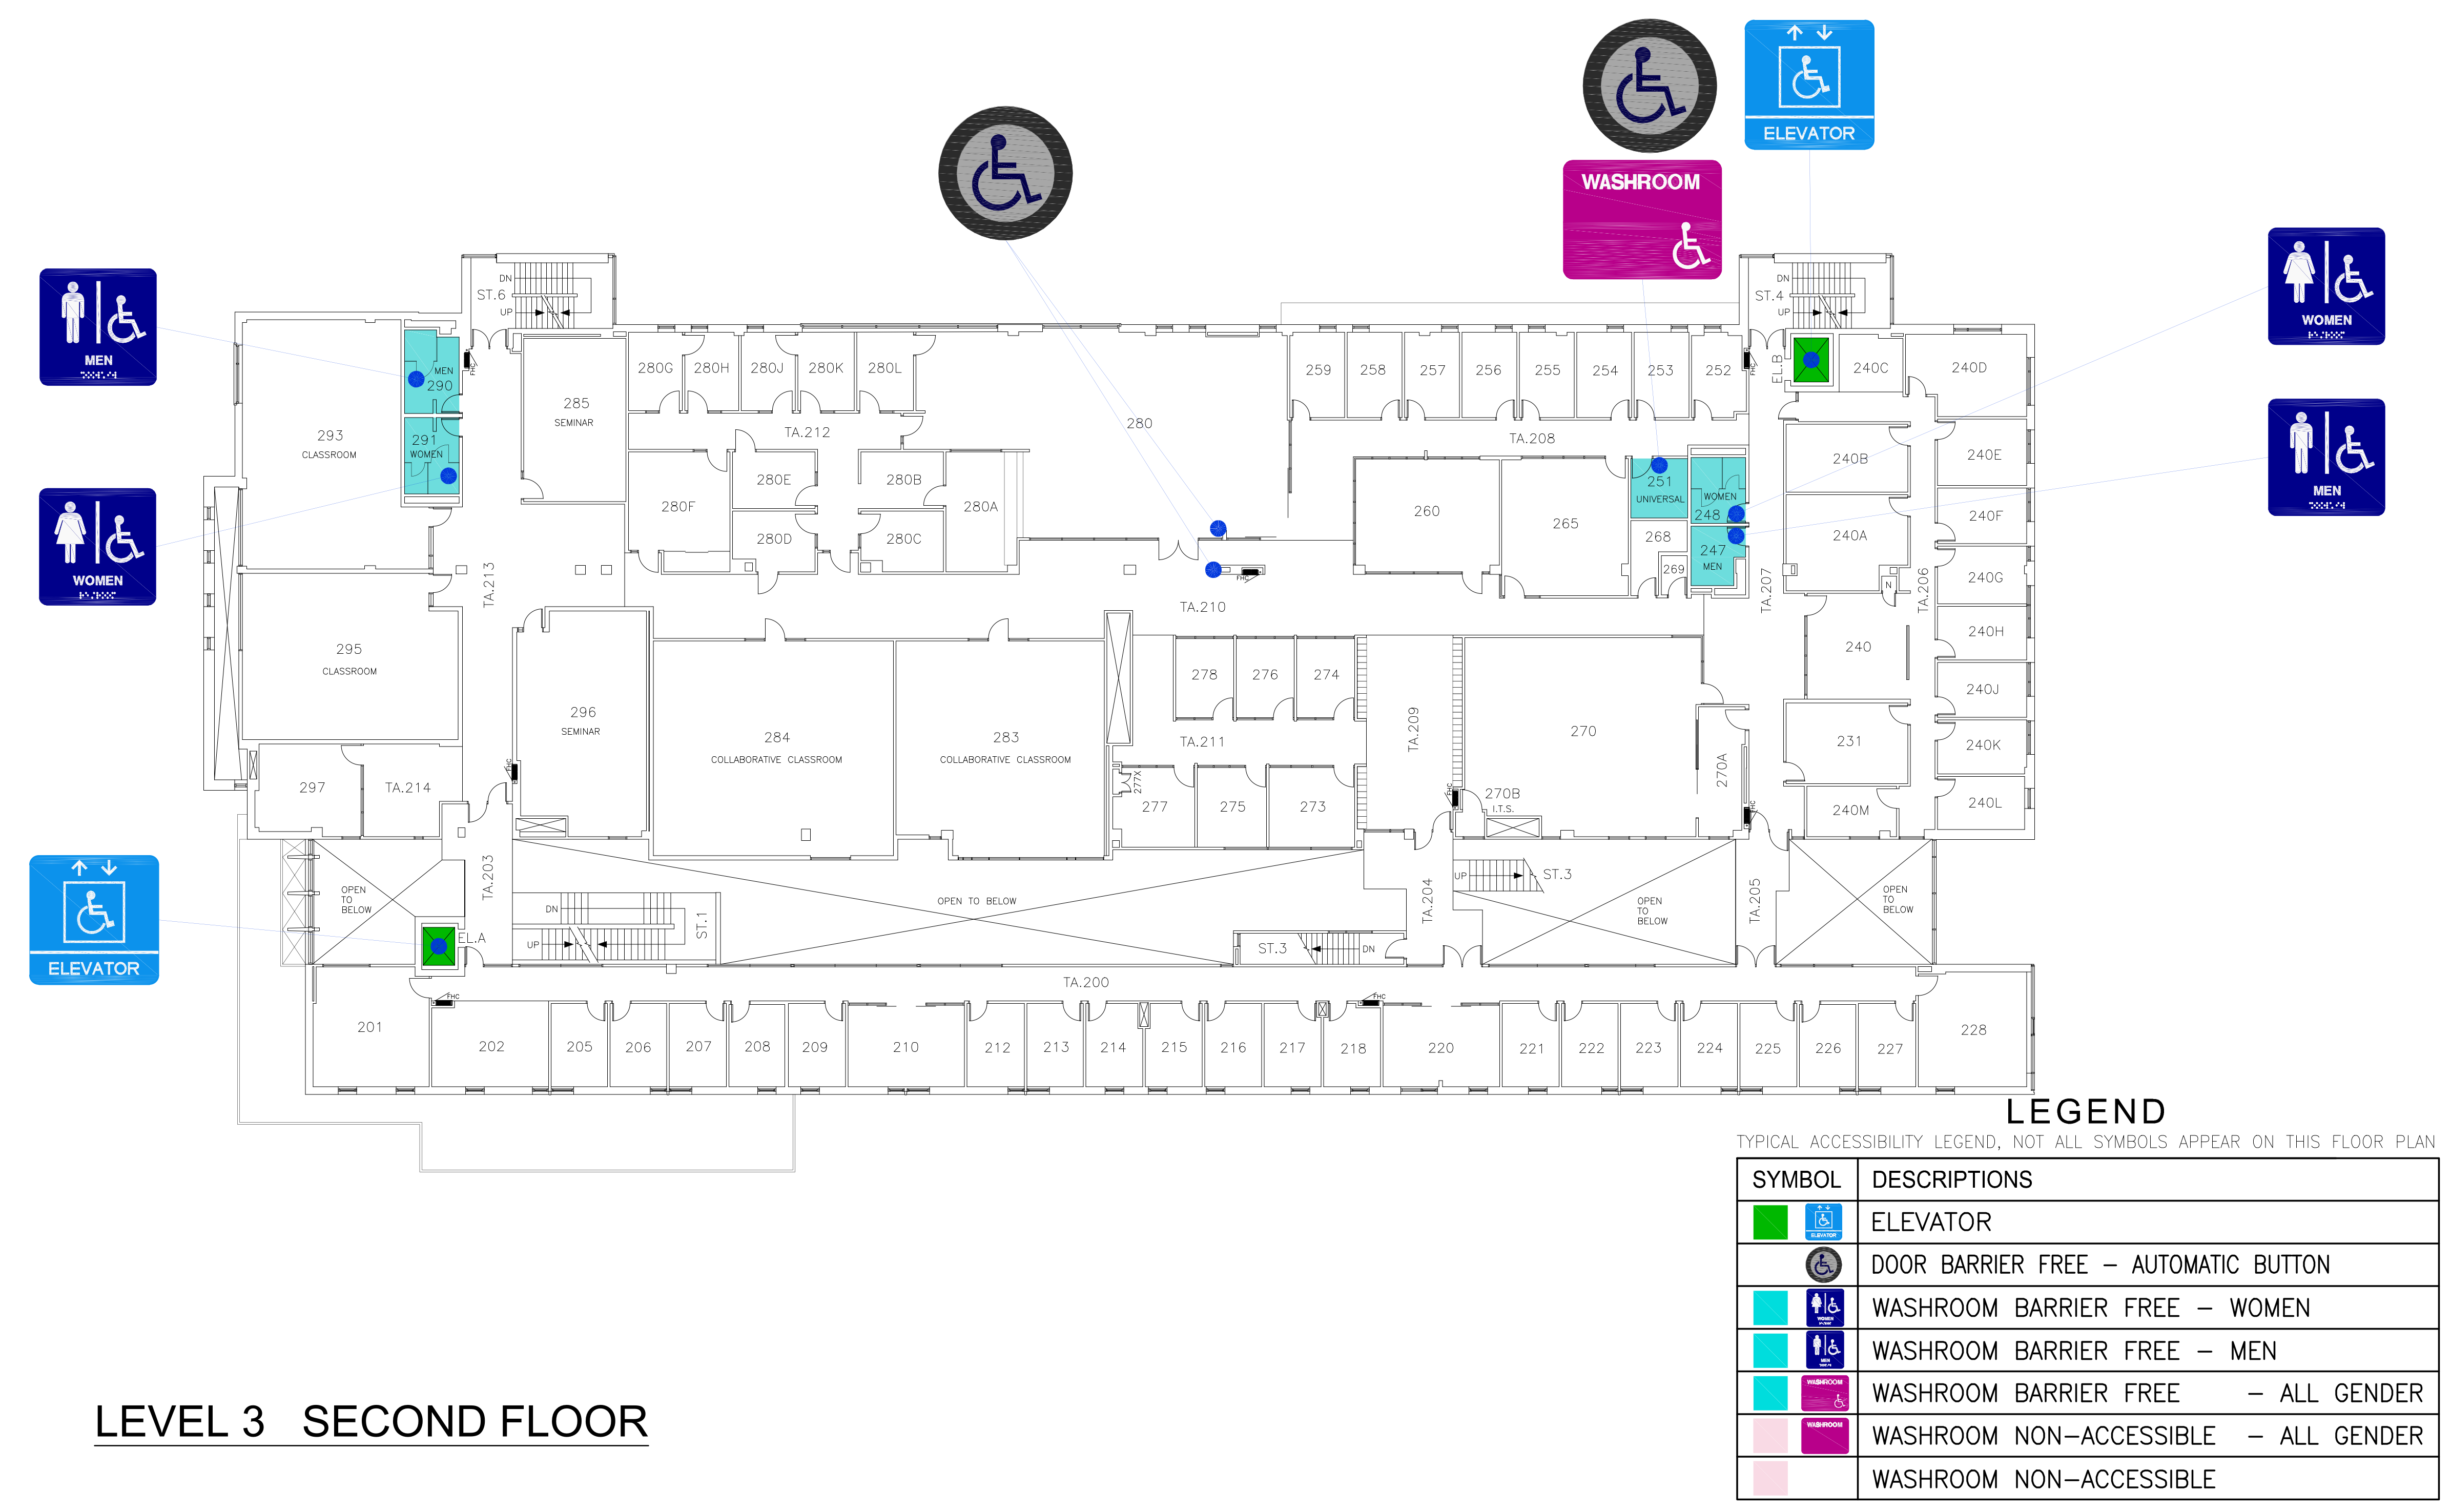 ELEVATOR
WASHROOM
MEN
WOMEN
WOMEN
MEN
ELEVATOR
DN
ST.6
UP
DN
ST.4
UP
FHC
EL.B
FHC
MEN
290
291
WOMEN
293
CLASSROOM
285
SEMINAR
280G
280H
280J
280K
280L
TA.212
280
280F
280E
280D
280B
280C
280A
259
258
257
256
255
254
253
252
TA.208
260
265
251
UNIVERSAL
WOMEN
248
247
MEN
268
269
240C
240D
240B
240E
240A
240F
240G
N
TA.207
TA.206
240H
240
240J
231
240K
240L
240M
TA.213
FHC
TA.210
295
CLASSROOM
296
SEMINAR
284
COLLABORATIVE CLASSROOM
283
COLLABORATIVE CLASSROOM
278
276
274
TA.211
277X
277
275
273
TA.209
270
270A
270B
I.T.S.
FHC
FHC
FHC
297
TA.214
TA.203
OPEN
TO
BELOW
EL.A
DN
UP
ST.1
OPEN TO BELOW
ST.3
DN
TA.204
UP
ST.3
OPEN
TO
BELOW
TA.205
OPEN
TO
BELOW
TA.200
FHC
FHC
201
202
205
206
207
208
209
210
212
213
214
215
216
217
218
220
221
222
223
224
225
226
227
228
LEGEND
TYPICAL ACCESSIBILITY LEGEND, NOT ALL SYMBOLS APPEAR ON THIS FLOOR PLAN
SYMBOL DESCRIPTIONS
ELEVATOR ELEVATOR
DOOR BARRIER FREE - AUTOMATIC BUTTON
WOMEN WASHROOM BARRIER FREE - WOMEN
MEN WASHROOM BARRIER FREE - MEN
WASHROOM WASHROOM BARRIER FREE - ALL GENDER
WASHROOM WASHROOM NON-ACCESSIBLE - ALL GENDER
WASHROOM NON-ACCESSIBLE
LEVEL 3 SECOND FLOOR